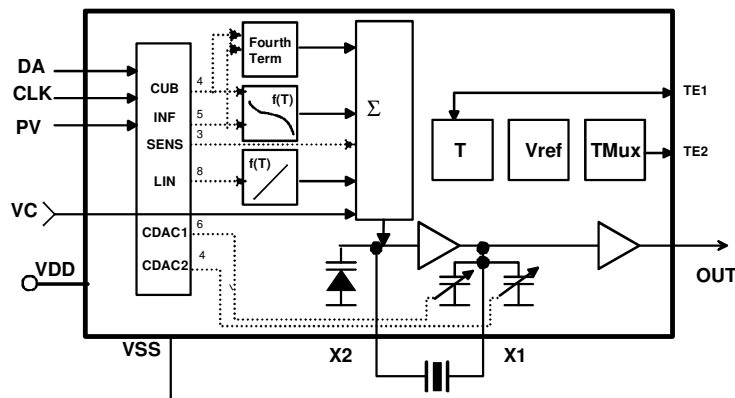 DA
CLK
PV
VC
VDD
VSS
CUB
4
INF
5
SENS
3
LIN
8
CDAC1
6
CDAC2
4
Fourth
Term
f(T)
f(T)
Σ
T
Vref
TMux
TE1
TE2
OUT
X2
X1